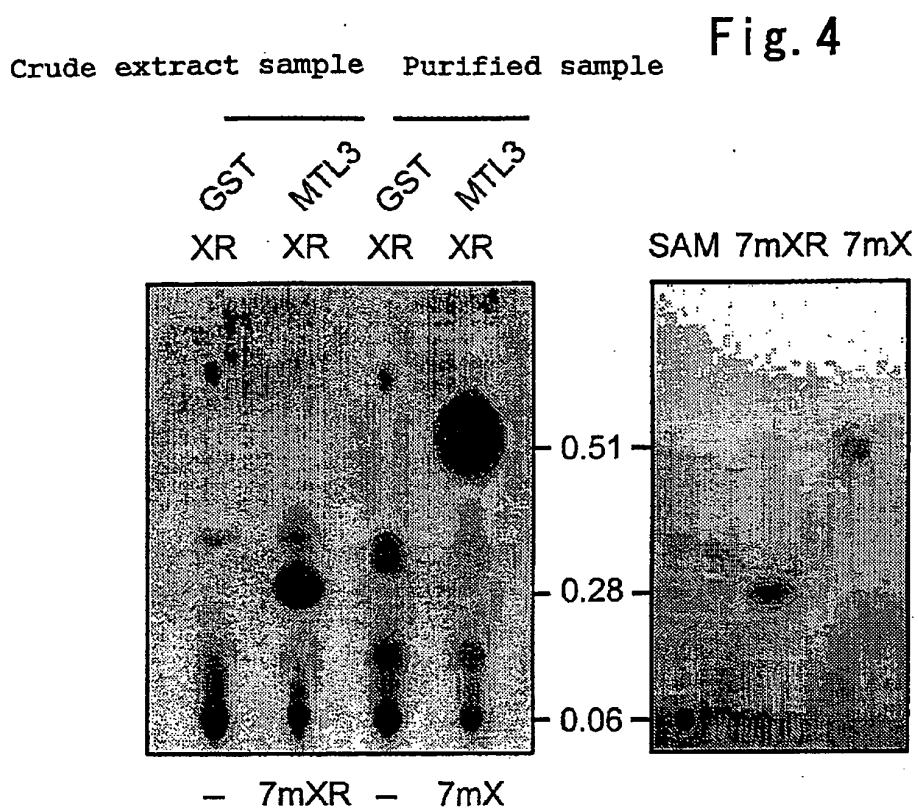 Fig. 4
Crude extract sample Purified sample
GST MTL3 GST MTL3
XR XR XR XR
SAM 7mXR 7mX
0.51
0.28
0.06
– 7mXR – 7mX